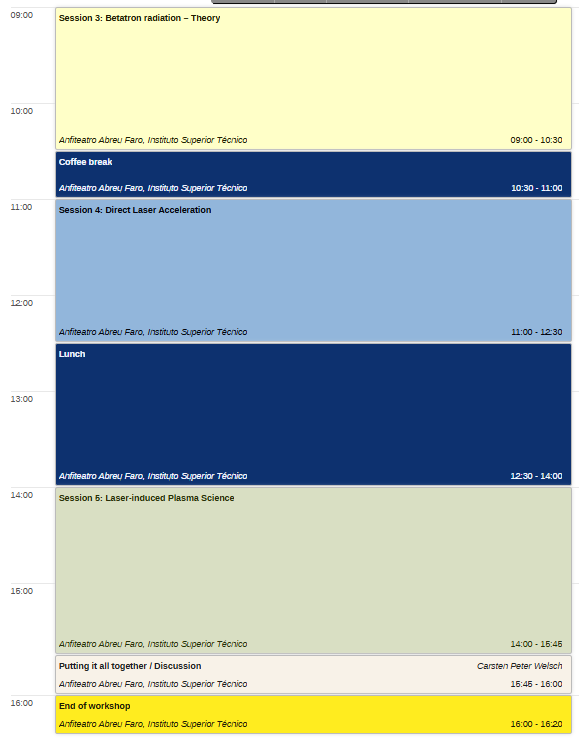 09:00
Session 3: Betatron radiation – Theory
10:00
Anfiteatro Abreu Faro, Instituto Superior Técnico 09:00 - 10:30
Coffee break
Anfiteatro Abreu Faro, Instituto Superior Técnico 10:30 - 11:00
11:00
Session 4: Direct Laser Acceleration
12:00
Anfiteatro Abreu Faro, Instituto Superior Técnico 11:00 - 12:30
Lunch
13:00
Anfiteatro Abreu Faro, Instituto Superior Técnico 12:30 - 14:00
14:00
Session 5: Laser-induced Plasma Science
15:00
Anfiteatro Abreu Faro, Instituto Superior Técnico 14:00 - 15:45
Putting it all together / Discussion Carsten Peter Welsch
Anfiteatro Abreu Faro, Instituto Superior Técnico 15:45 - 16:00
16:00
End of workshop
Anfiteatro Abreu Faro, Instituto Superior Técnico 16:00 - 16:20